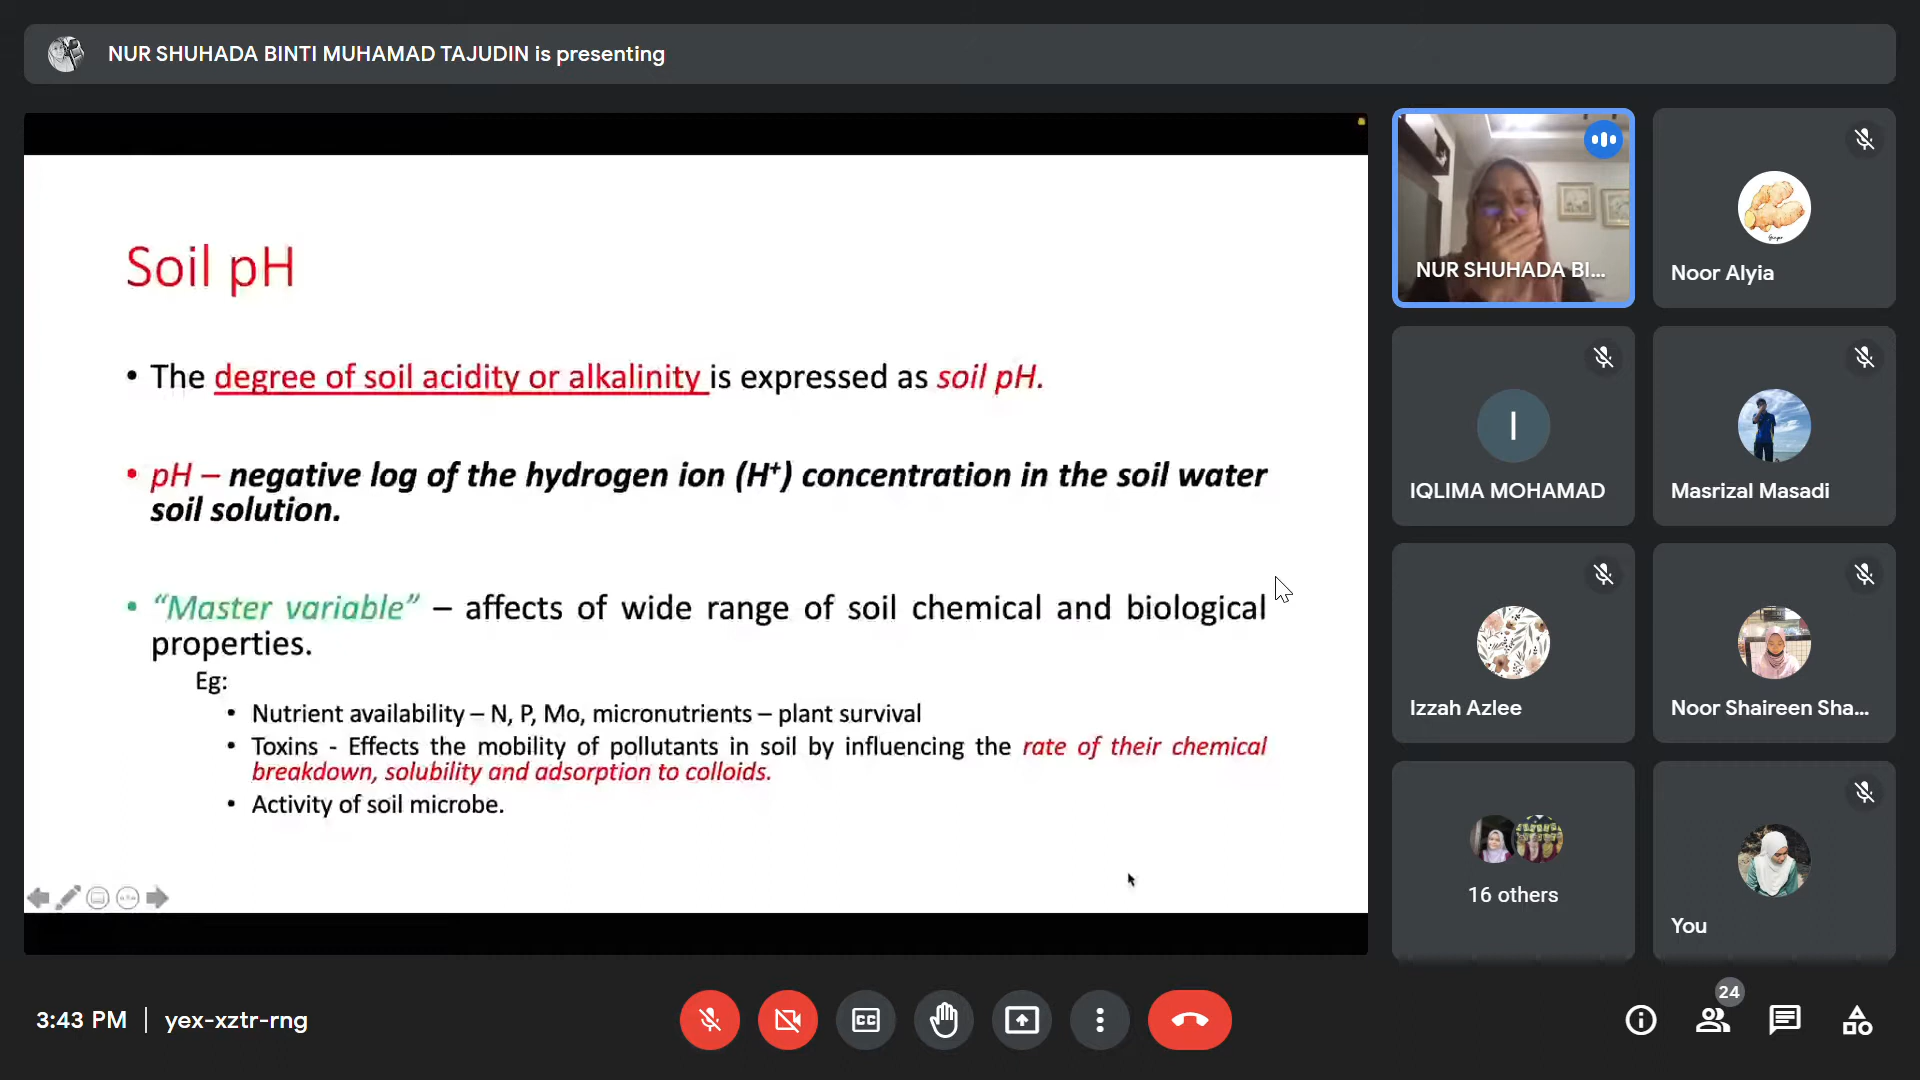 NUR SHUHADA BINTI MUHAMAD TAJUDIN is presenting
Soil pH
• The degree of soil acidity or alkalinity is expressed as soil pH.
• pH – negative log of the hydrogen ion (H⁺) concentration in the soil water
soil solution.
• “Master variable” – affects of wide range of soil chemical and biological
properties.
Eg:
• Nutrient availability – N, P, Mo, micronutrients – plant survival
• Toxins - Effects the mobility of pollutants in soil by influencing the rate of their chemical
breakdown, solubility and adsorption to colloids.
• Activity of soil microbe.
NUR SHUHADA BI...
Noor Alyia
I
IQLIMA MOHAMAD
Masrizal Masadi
Izzah Azlee
Noor Shaireen Sha...
16 others
You
3:43 PM | yex-xztr-rng
CC
24